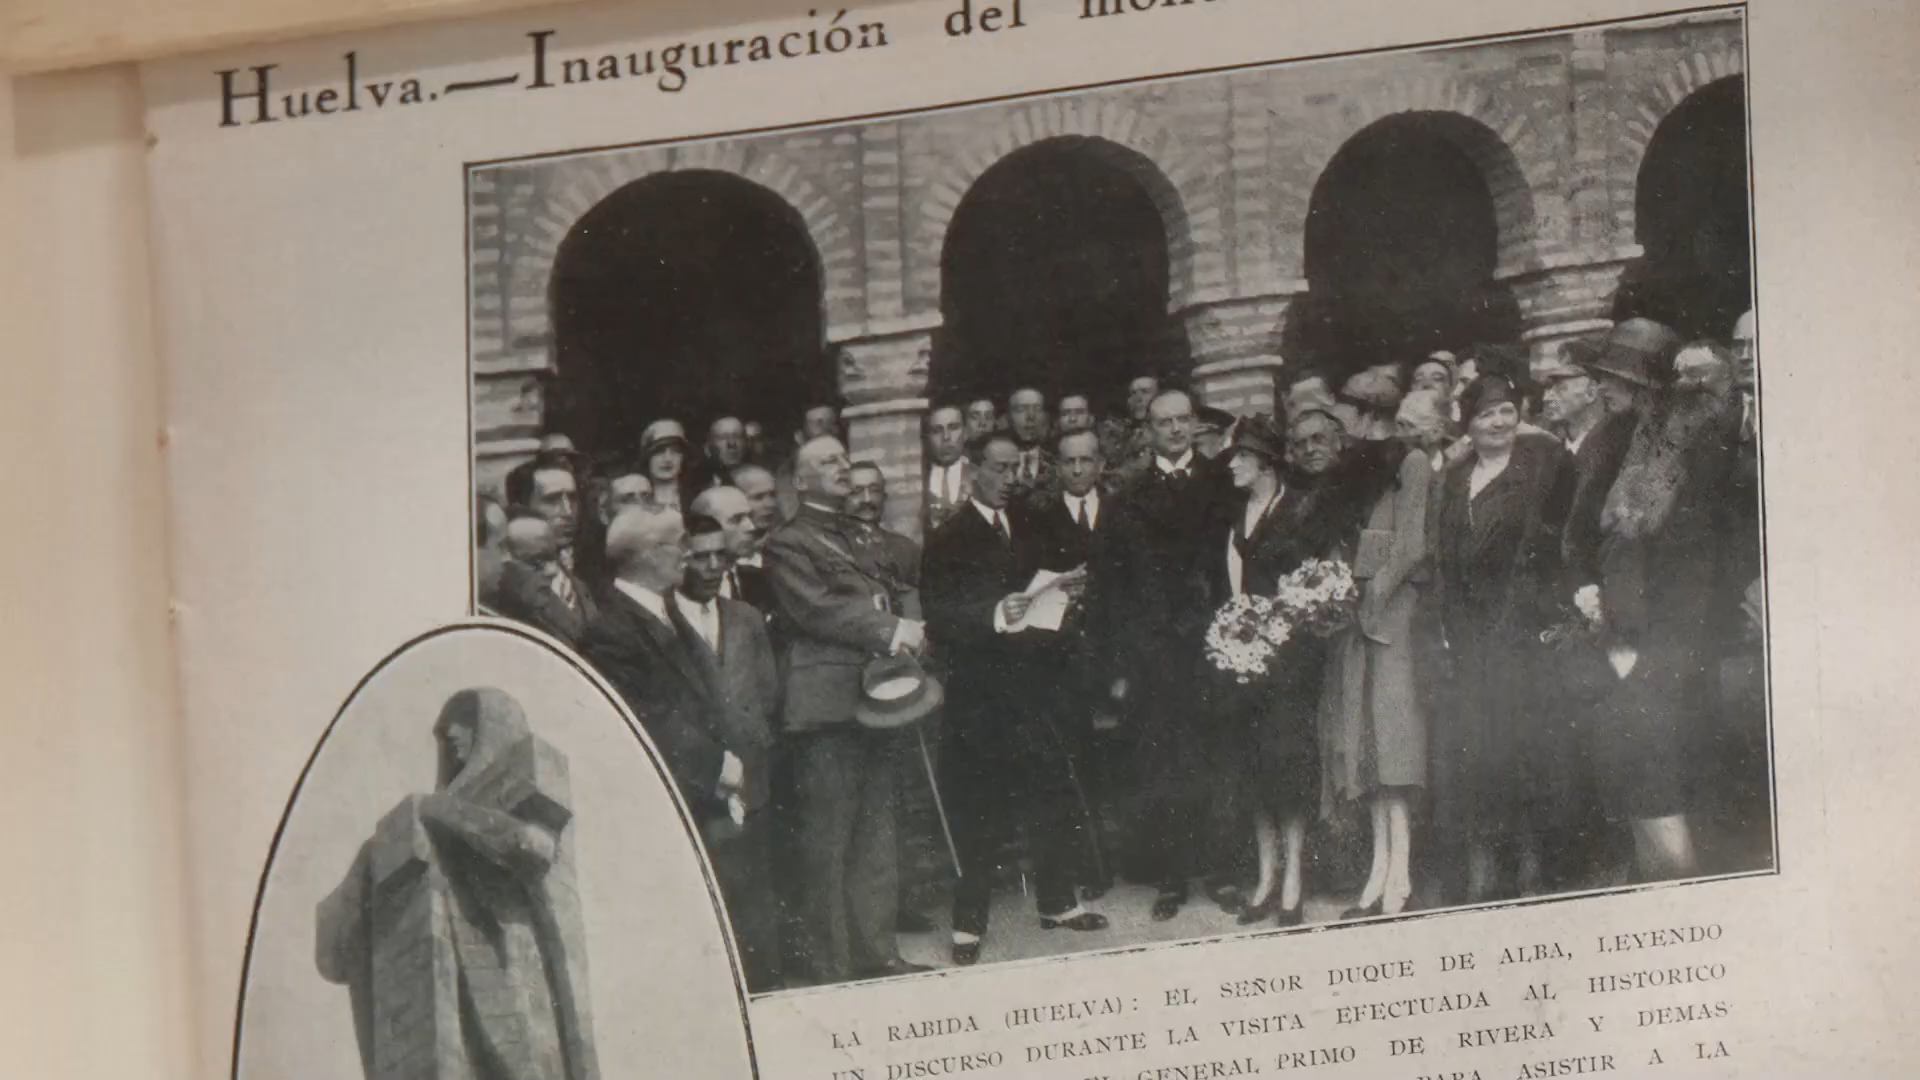 Huelva.—Inauguración del
LA RABIDA (HUELVA): EL SEÑOR DUQUE DE ALBA, LEYENDO
UN DISCURSO DURANTE LA VISITA EFECTUADA AL HISTORICO
GENERAL PRIMO DE RIVERA Y DEMAS
PARA ASISTIR A LA